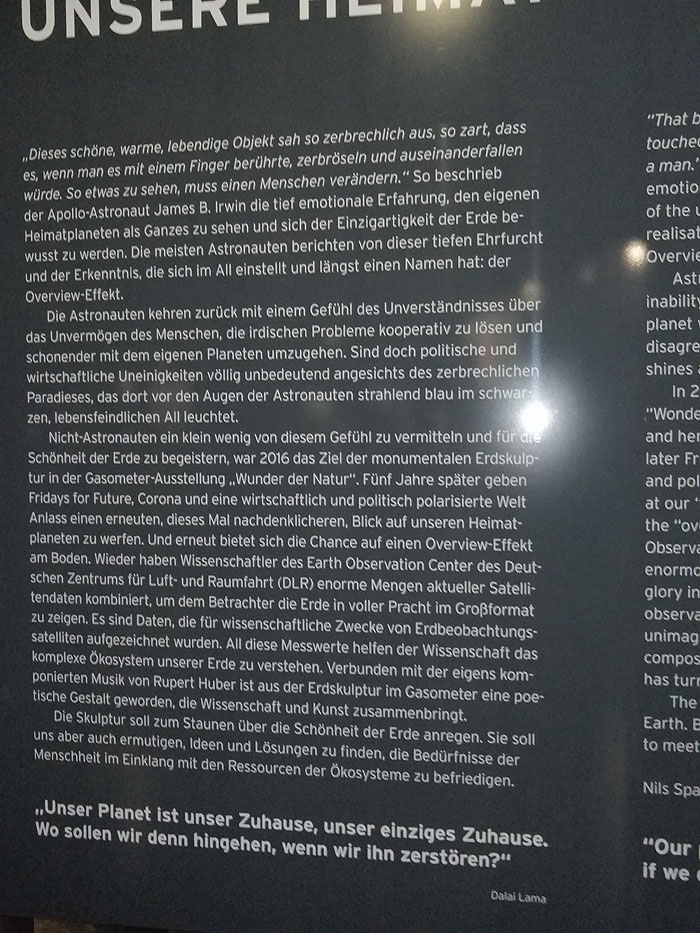 UNSERE HEIMAT
„Dieses schöne, warme, lebendige Objekt sah so zerbrechlich aus, so zart, dass
es, wenn man es mit einem Finger berührte, zerbröseln und auseinanderfallen
würde. So etwas zu sehen, muss einen Menschen verändern.“ So beschrieb
der Apollo-Astronaut James B. Irwin die tief emotionale Erfahrung, den eigenen
Heimatplaneten als Ganzes zu sehen und sich der Einzigartigkeit der Erde be-
wusst zu werden. Die meisten Astronauten berichten von dieser tiefen Ehrfurcht
und der Erkenntnis, die sich im All einstellt und längst einen Namen hat: der
Overview-Effekt.
Die Astronauten kehren zurück mit einem Gefühl des Unverständnisses über
das Unvermögen des Menschen, die irdischen Probleme kooperativ zu lösen und
schonender mit dem eigenen Planeten umzugehen. Sind doch politische und
wirtschaftliche Uneinigkeiten völlig unbedeutend angesichts des zerbrechlichen
Paradieses, das dort vor den Augen der Astronauten strahlend blau im schwar-
zen, lebensfeindlichen All leuchtet.
Nicht-Astronauten ein klein wenig von diesem Gefühl zu vermitteln und für die
Schönheit der Erde zu begeistern, war 2016 das Ziel der monumentalen Erdskulp-
tur in der Gasometer-Ausstellung „Wunder der Natur“. Fünf Jahre später geben
Fridays for Future, Corona und eine wirtschaftlich und politisch polarisierte Welt
Anlass einen erneuten, dieses Mal nachdenklicheren, Blick auf unseren Heimat-
planeten zu werfen. Und erneut bietet sich die Chance auf einen Overview-Effekt
am Boden. Wieder haben Wissenschaftler des Earth Observation Center des Deut-
schen Zentrums für Luft- und Raumfahrt (DLR) enorme Mengen aktueller Satelli-
tendaten kombiniert, um dem Betrachter die Erde in voller Pracht im Großformat
zu zeigen. Es sind Daten, die für wissenschaftliche Zwecke von Erdbeobachtungs-
satelliten aufgezeichnet wurden. All diese Messwerte helfen der Wissenschaft das
komplexe Ökosystem unserer Erde zu verstehen. Verbunden mit der eigens kom-
ponierten Musik von Rupert Huber ist aus der Erdskulptur im Gasometer eine poe-
tische Gestalt geworden, die Wissenschaft und Kunst zusammenbringt.
Die Skulptur soll zum Staunen über die Schönheit der Erde anregen. Sie soll
uns aber auch ermutigen, Ideen und Lösungen zu finden, die Bedürfnisse der
Menschheit im Einklang mit den Ressourcen der Ökosysteme zu befriedigen.
„Unser Planet ist unser Zuhause, unser einziges Zuhause.
Wo sollen wir denn hingehen, wenn wir ihn zerstören?“
Dalai Lama
“That b
touched
a man.”
emotio
of the u
realisat
Overvie
Astr
inability
planet
disagre
shines
In 2
“Wonde
and her
later Fr
and pol
at our “
the “ov
Observa
enormo
glory in
observa
unimag
compos
has turn
The
Earth. B
to meet
Nils Spa
“Our
if we